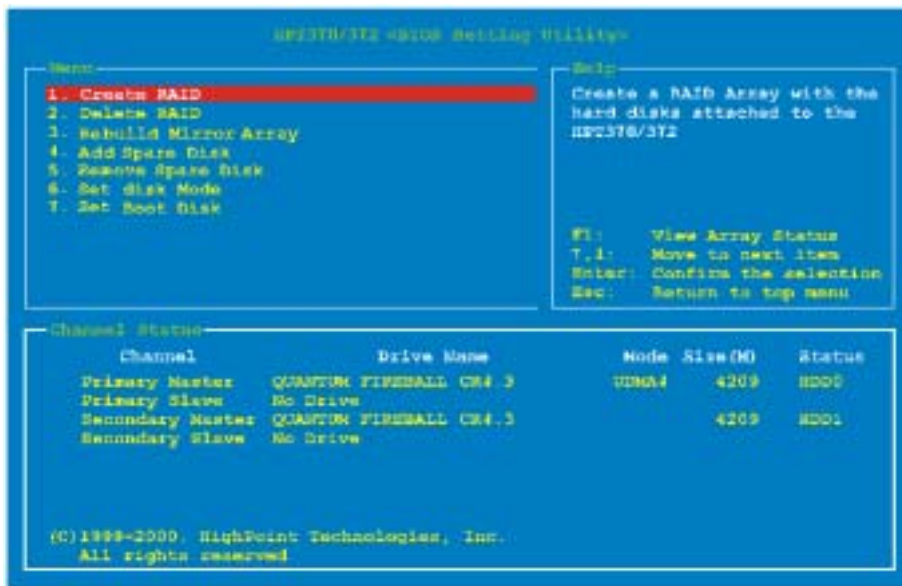 HPT370/372 <BIOS Setting Utility>
Menu
1. Create RAID
2. Delete RAID
3. Rebuild Mirror Array
4. Add Spare Disk
5. Remove Spare Disk
6. Set disk Mode
7. Set Boot Disk
Help
Create a RAID Array with the
hard disks attached to the
HPT370/372
F1: View Array Status
↑,↓: Move to next item
Enter: Confirm the selection
Esc: Return to top menu
Channel Status
Channel Drive Name Mode Size(M) Status
Primary Master QUANTUM FIREBALL CR4.3 UDMA4 4209 HDD0
Primary Slave No Drive
Secondary Master QUANTUM FIREBALL CR4.3 4209 HDD1
Secondary Slave No Drive
(C)1999-2000. HighPoint Technologies, Inc.
All rights reserved